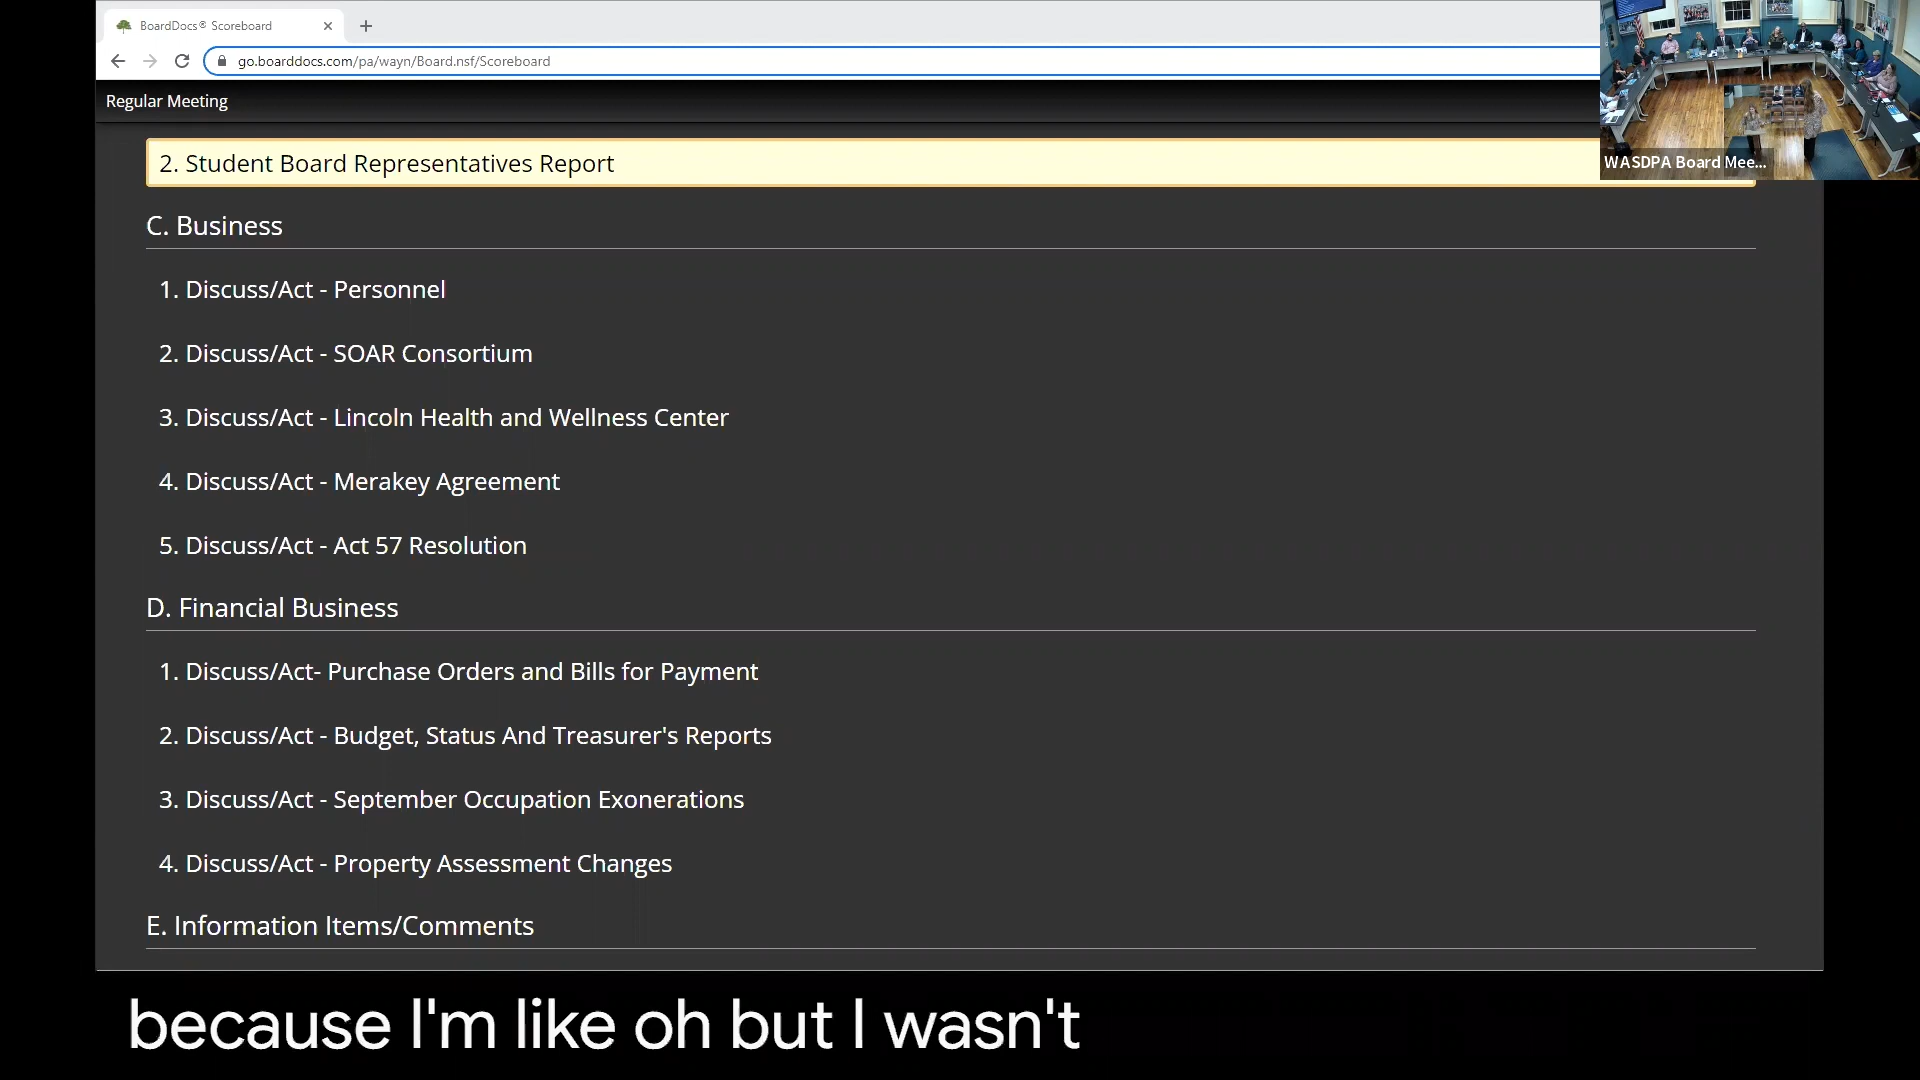 BoardDocs® Scoreboard
go.boarddocs.com/pa/wayn/Board.nsf/Scoreboard
Regular Meeting
2. Student Board Representatives Report
WASDPA Board Mee...
C. Business
1. Discuss/Act - Personnel
2. Discuss/Act - SOAR Consortium
3. Discuss/Act - Lincoln Health and Wellness Center
4. Discuss/Act - Merakey Agreement
5. Discuss/Act - Act 57 Resolution
D. Financial Business
1. Discuss/Act- Purchase Orders and Bills for Payment
2. Discuss/Act - Budget, Status And Treasurer's Reports
3. Discuss/Act - September Occupation Exonerations
4. Discuss/Act - Property Assessment Changes
E. Information Items/Comments
because I'm like oh but I wasn't